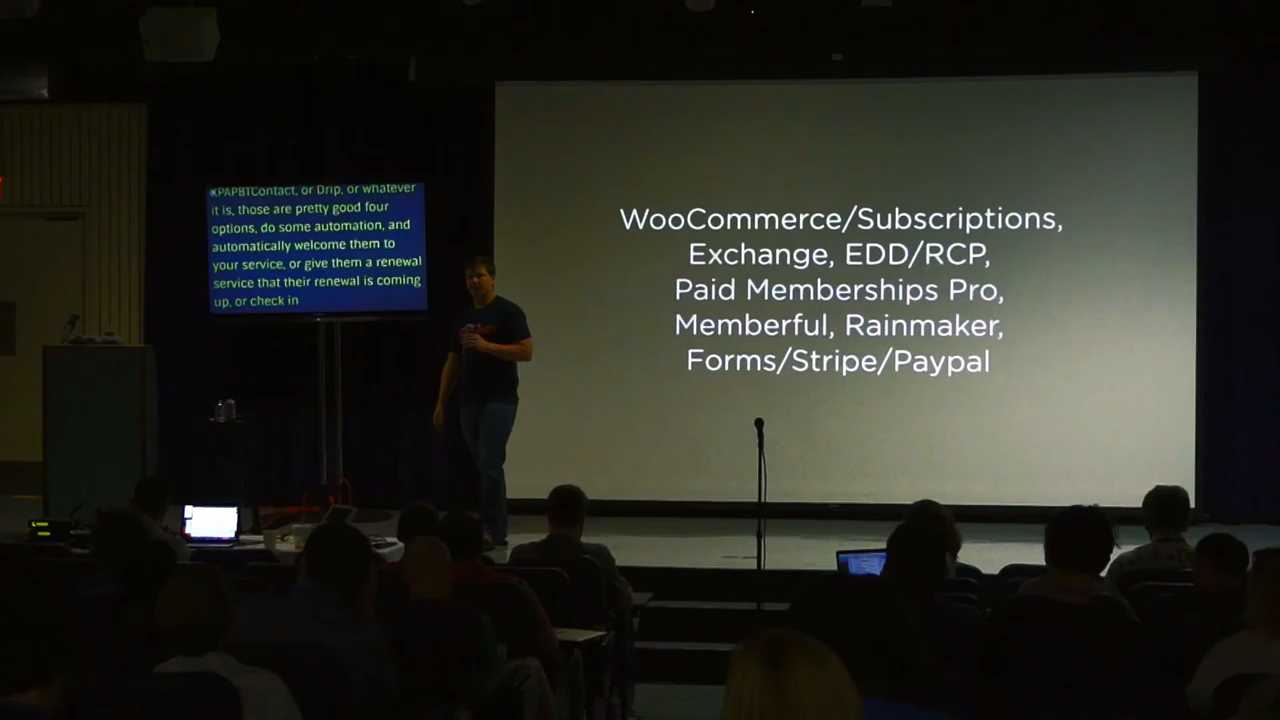 KPAPBTContact, or Drip, or whatever
it is, those are pretty good four
options, do some automation, and
automatically welcome them to
your service, or give them a renewal
service that their renewal is coming
up, or check in
WooCommerce/Subscriptions,
Exchange, EDD/RCP,
Paid Memberships Pro,
Memberful, Rainmaker,
Forms/Stripe/Paypal